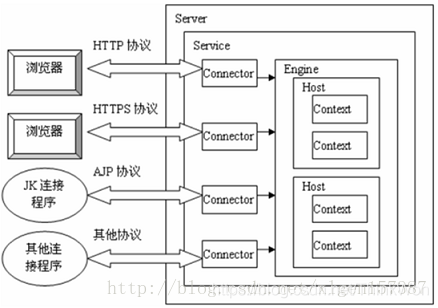 Server
Service
HTTP 协议
浏览器
Connector
Engine
Host
Context
Context
HTTPS 协议
浏览器
Connector
AJP 协议
JK 连接
程序
Connector
Host
Context
Context
其他协议
其他连
接程序
Connector